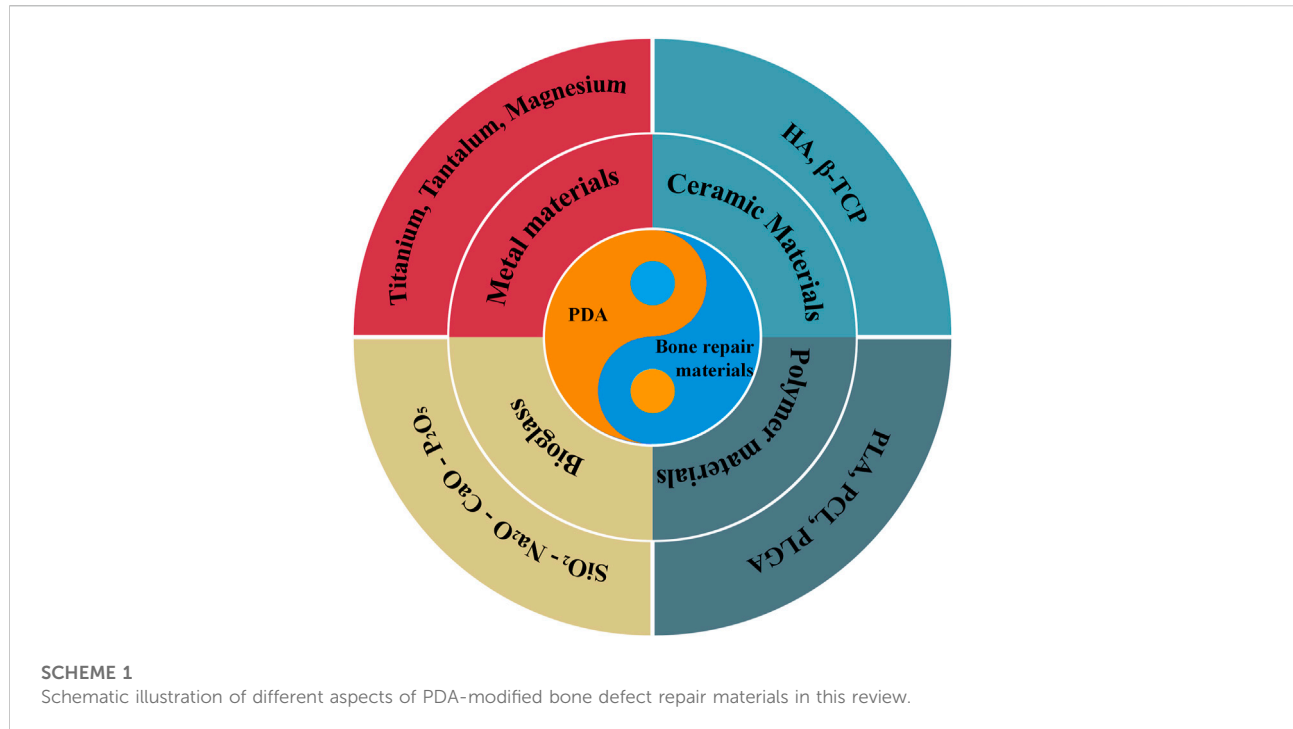 Titanium, Tantalum, Magnesium
Metal materials
HA, β-TCP
Ceramic Materials
PDA
Bone repair
materials
Bioglass
SiO₂ - Na₂O - CaO - P₂O₅
Polymer materials
PLA, PCL, PLGA
SCHEME 1
Schematic illustration of different aspects of PDA-modified bone defect repair materials in this review.